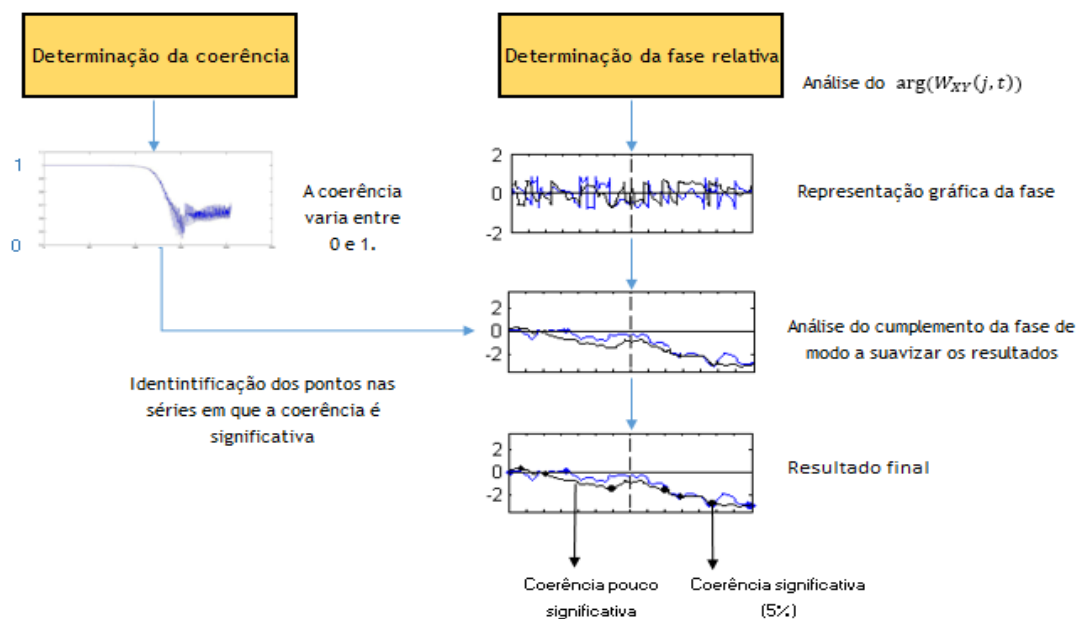 Determinação da coerência
Determinação da fase relativa
Análise do arg(W_{XY}(j,t))
1
0
A coerência
varia entre
0 e 1.
2
0
-2
Representação gráfica da fase
2
0
-2
Análise do cumplemento da fase de
modo a suavizar os resultados
Identintificação dos pontos nas
séries em que a coerência é
significativa
2
0
-2
Resultado final
Coerência pouco
significativa
Coerência significativa
(5%)